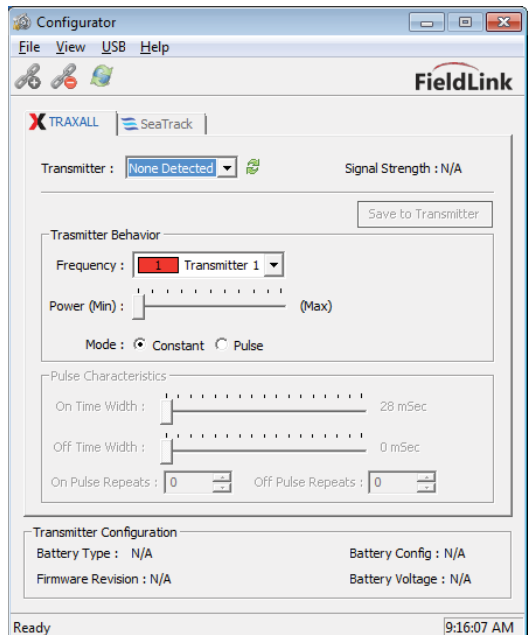 Configurator
File View USB Help
FieldLink
TRAXALL SeaTrack
Transmitter : None Detected Signal Strength : N/A
Save to Transmitter
Trasmitter Behavior
Frequency : 1 Transmitter 1
Power (Min) : (Max)
Mode : Constant Pulse
Pulse Characteristics
On Time Width : 28 mSec
Off Time Width : 0 mSec
On Pulse Repeats : 0 Off Pulse Repeats : 0
Transmitter Configuration
Battery Type : N/A Battery Config : N/A
Firmware Revision : N/A Battery Voltage : N/A
Ready 9:16:07 AM